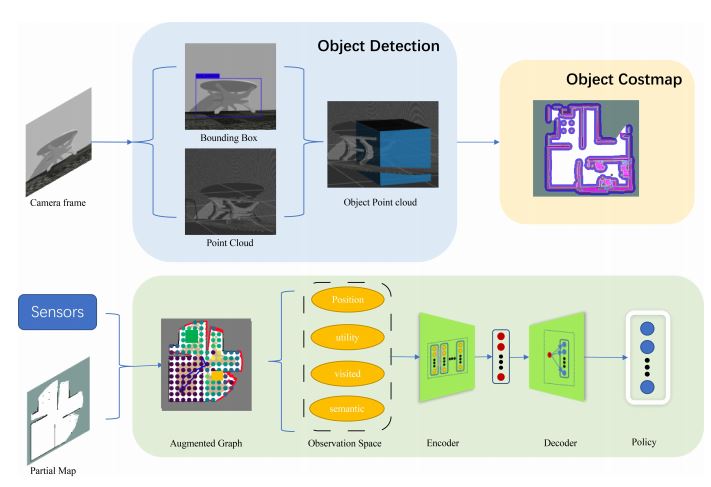 Object Detection
Object Costmap
Bounding Box
Camera frame
Object Point cloud
Point Cloud
Sensors
Position
utility
visited
semantic
Partial Map
Augmented Graph
Observation Space
Encoder
Decoder
Policy